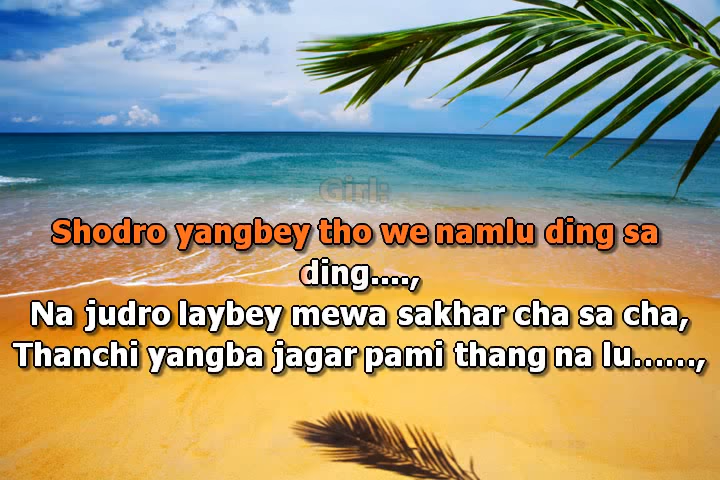 Girl:
Shodro yangbey tho we namlu ding sa
ding....,
Na judro laybey mewa sakhar cha sa cha,
Thanchi yangba jagar pami thang na lu......,